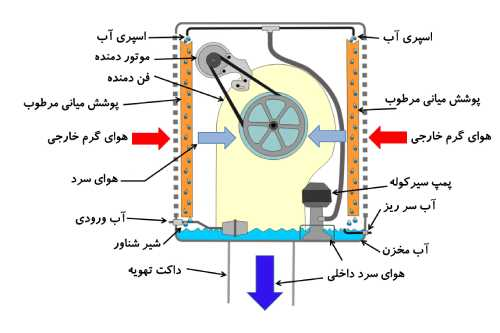 اسپری آب
اسپری آب
موتور دمنده
فن دمنده
پوشش میانی مرطوب
پوشش میانی مرطوب
هوای گرم خارجی
هوای گرم خارجی
هوای سرد
پمپ سیرکوله
آب سر ریز
آب ورودی
شیر شناور
آب مخزن
داکت تهویه
هوای سرد داخلی